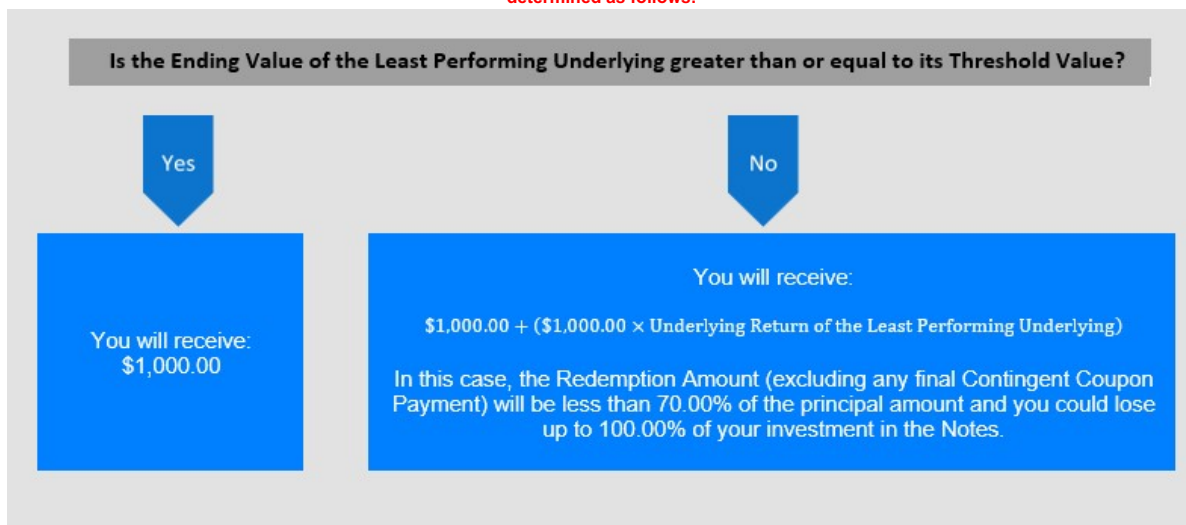 determined as follows:
Is the Ending Value of the Least Performing Underlying greater than or equal to its Threshold Value?
Yes
No
You will receive:
$1,000.00
You will receive:
$1,000.00 + ($1,000.00 × Underlying Return of the Least Performing Underlying)
In this case, the Redemption Amount (excluding any final Contingent Coupon
Payment) will be less than 70.00% of the principal amount and you could lose
up to 100.00% of your investment in the Notes.